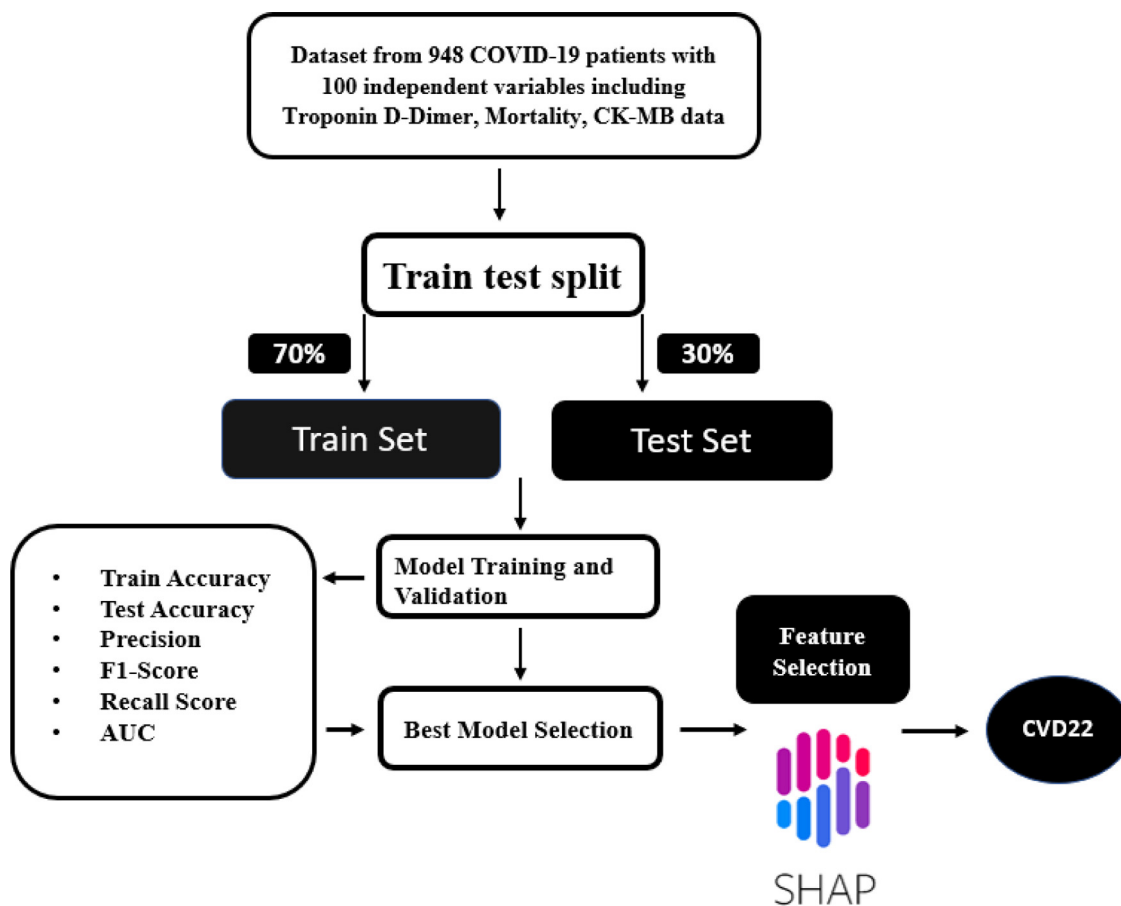 Dataset from 948 COVID-19 patients with
100 independent variables including
Troponin D-Dimer, Mortality, CK-MB data
Train test split
70%
30%
Train Set
Test Set
Model Training and
Validation
• Train Accuracy
• Test Accuracy
• Precision
• F1-Score
• Recall Score
• AUC
Best Model Selection
Feature
Selection
SHAP
CVD22